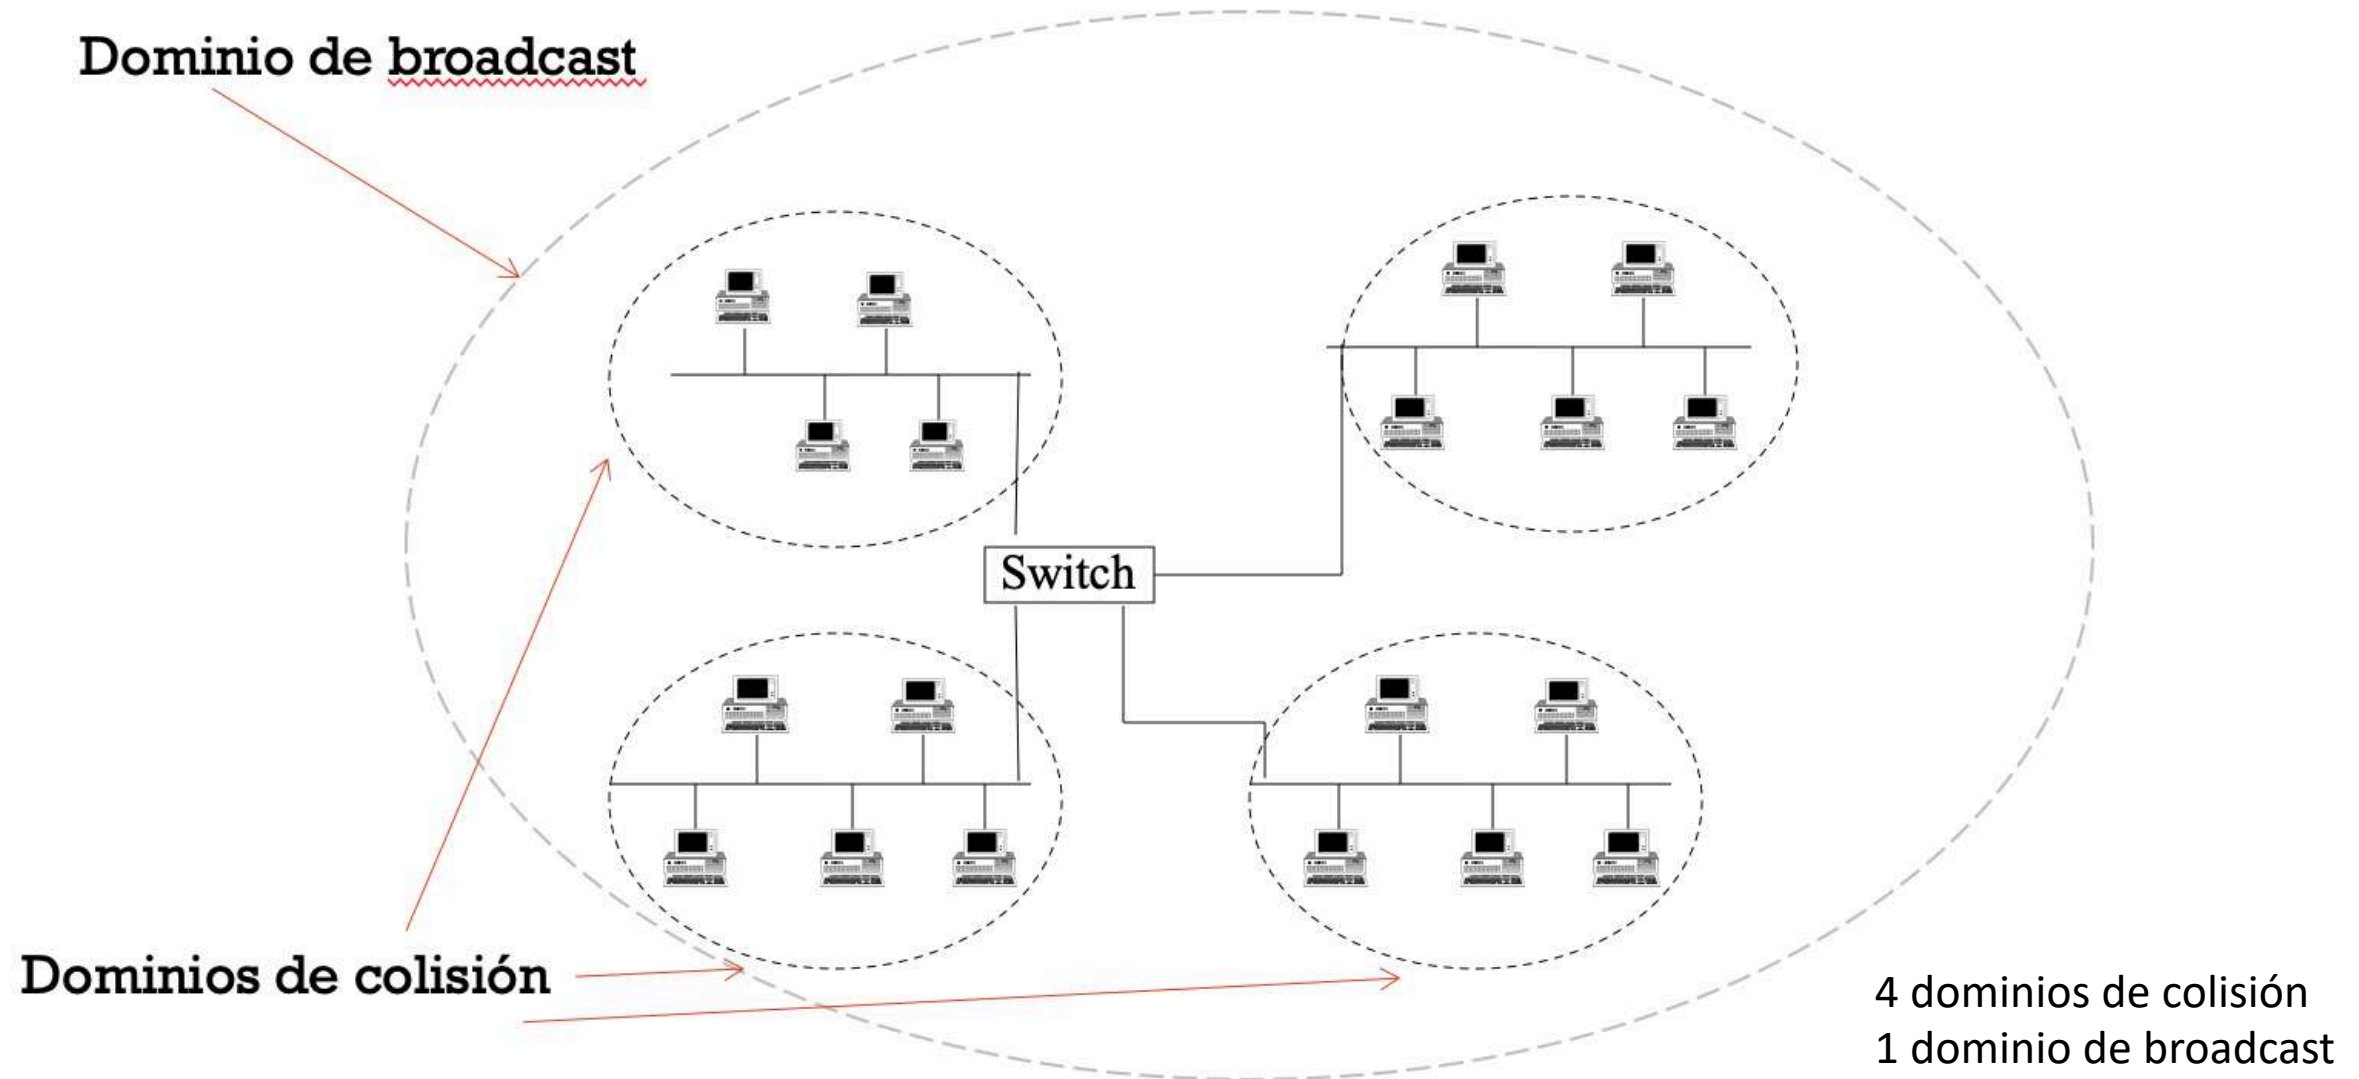 Dominio de broadcast
Switch
Dominios de colisión
4 dominios de colisión
1 dominio de broadcast